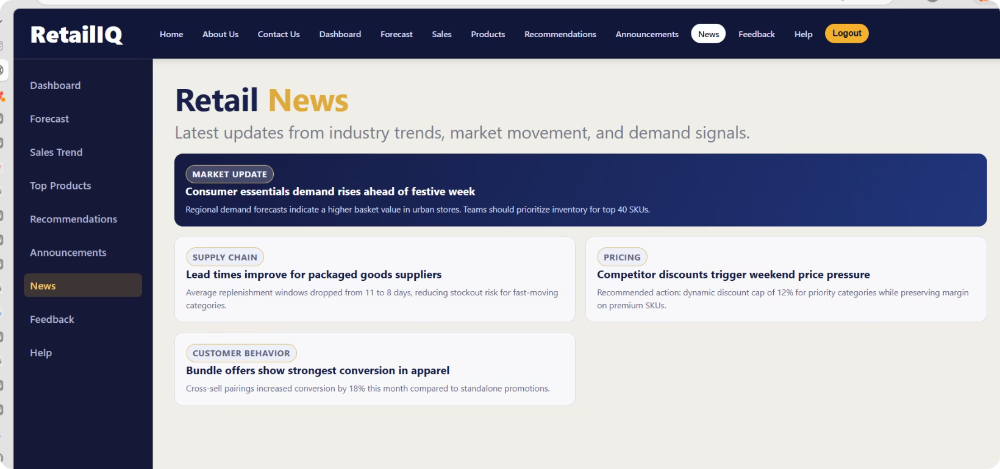 RetailIQ
Home
About Us
Contact Us
Dashboard
Forecast
Sales
Products
Recommendations
Announcements
News
Feedback
Help
Logout
Dashboard
Forecast
Sales Trend
Top Products
Recommendations
Announcements
News
Feedback
Help
Retail News
Latest updates from industry trends, market movement, and demand signals.
MARKET UPDATE
Consumer essentials demand rises ahead of festive week
Regional demand forecasts indicate a higher basket value in urban stores. Teams should prioritize inventory for top 40 SKUs.
SUPPLY CHAIN
Lead times improve for packaged goods suppliers
Average replenishment windows dropped from 11 to 8 days, reducing stockout risk for fast-moving
categories.
PRICING
Competitor discounts trigger weekend price pressure
Recommended action: dynamic discount cap of 12% for priority categories while preserving margin
on premium SKUs.
CUSTOMER BEHAVIOR
Bundle offers show strongest conversion in apparel
Cross-sell pairings increased conversion by 18% this month compared to standalone promotions.